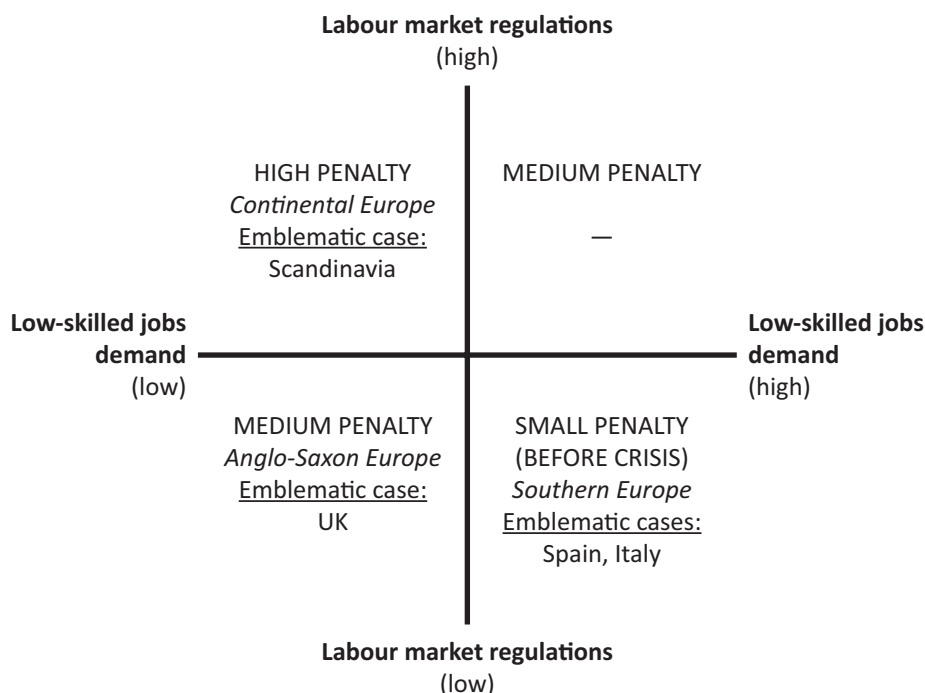 Labour market regulations
(high)
HIGH PENALTY
Continental Europe
Emblematic case:
Scandinavia
MEDIUM PENALTY
—
Low-skilled jobs
demand
(low)
Low-skilled jobs
demand
(high)
MEDIUM PENALTY
Anglo-Saxon Europe
Emblematic case:
UK
SMALL PENALTY
(BEFORE CRISIS)
Southern Europe
Emblematic cases:
Spain, Italy
Labour market regulations
(low)